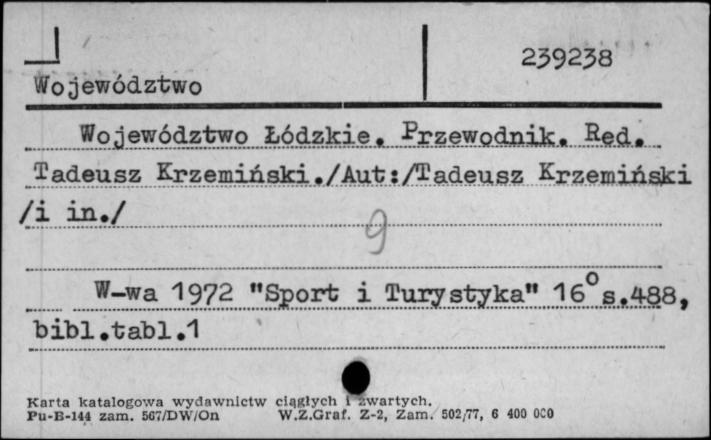 239238
Województwo
Województwo Łódzkie. Przewodnik. Red.
Tadeusz Krzemiński./Aut:/Tadeusz Krzemiński
/i in./
9
W-wa 1972 "Sport i Turystyka" 16° s.488,
bibl.tabl.1
Karta katalogowa wydawnictw ciągłych i zwartych.
Pu-B-144 zam. 567/DW/On W.Z.Graf. Z-2, Zam. 502/77, 6 400 000